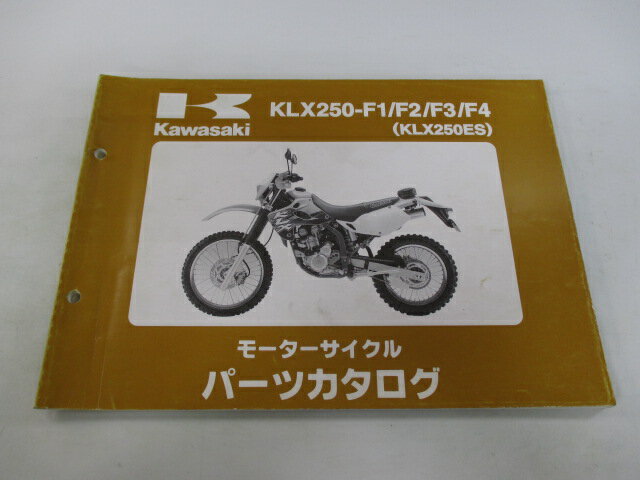 Kawasaki
KLX250-F1/F2/F3/F4
(KLX250ES)
モーターサイクル
パーツカタログ